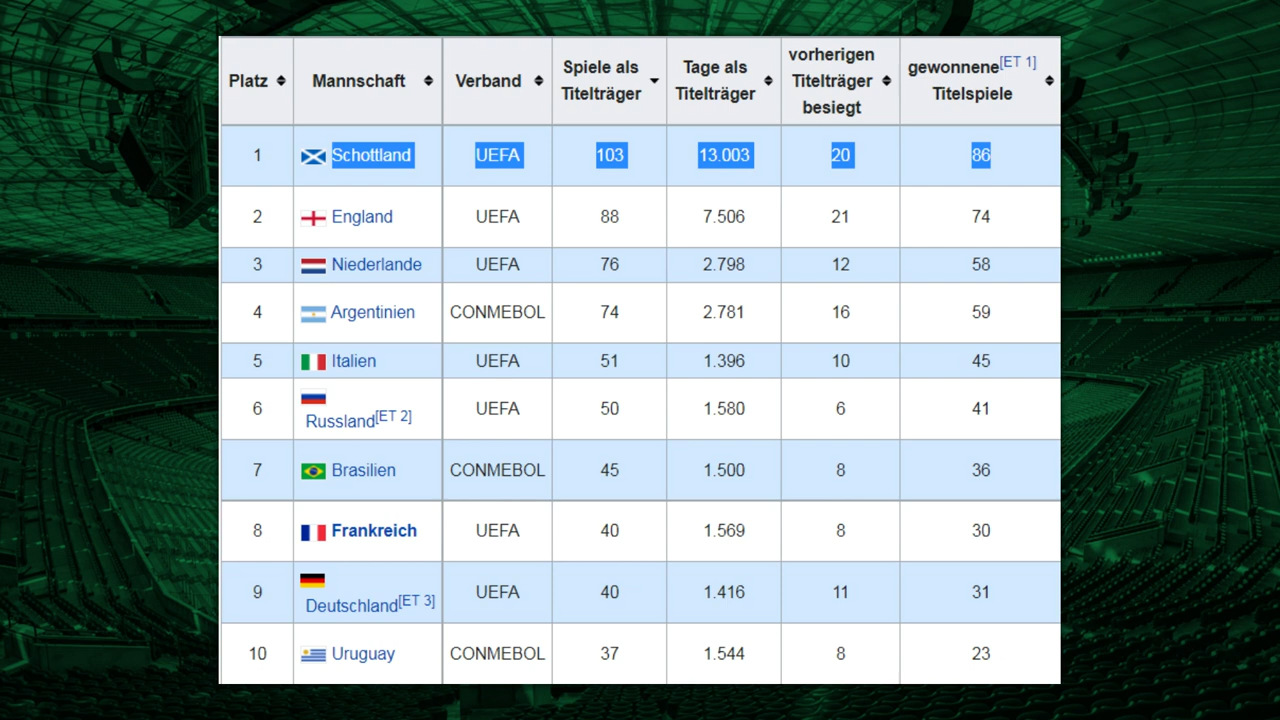 Platz Mannschaft Verband Spiele als Titelträger Tage als Titelträger vorherigen Titelträger besiegt gewonnene[ET 1] Titelspiele
1 Schottland UEFA 103 13.003 20 86
2 England UEFA 88 7.506 21 74
3 Niederlande UEFA 76 2.798 12 58
4 Argentinien CONMEBOL 74 2.781 16 59
5 Italien UEFA 51 1.396 10 45
6 Russland[ET 2] UEFA 50 1.580 6 41
7 Brasilien CONMEBOL 45 1.500 8 36
8 Frankreich UEFA 40 1.569 8 30
9 Deutschland[ET 3] UEFA 40 1.416 11 31
10 Uruguay CONMEBOL 37 1.544 8 23